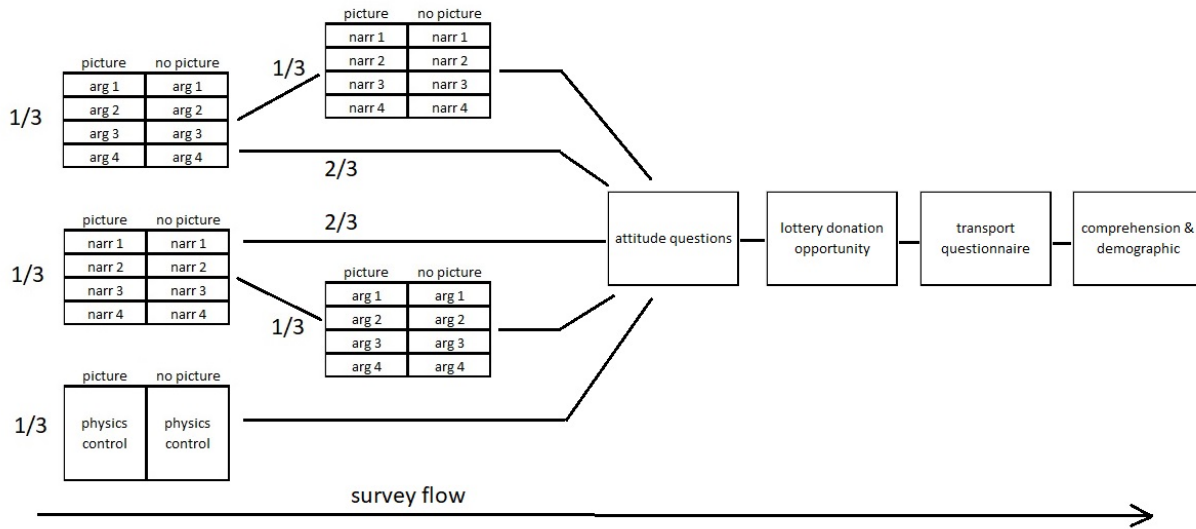 picture no picture
narr 1 narr 1
narr 2 narr 2
narr 3 narr 3
narr 4 narr 4
1/3
picture no picture
arg 1 arg 1
arg 2 arg 2
arg 3 arg 3
arg 4 arg 4
1/3
2/3
picture no picture
narr 1 narr 1
narr 2 narr 2
narr 3 narr 3
narr 4 narr 4
1/3
2/3
picture no picture
arg 1 arg 1
arg 2 arg 2
arg 3 arg 3
arg 4 arg 4
1/3
picture no picture
physics physics
control control
1/3
attitude questions
lottery donation
opportunity
transport
questionnaire
comprehension &
demographic
survey flow